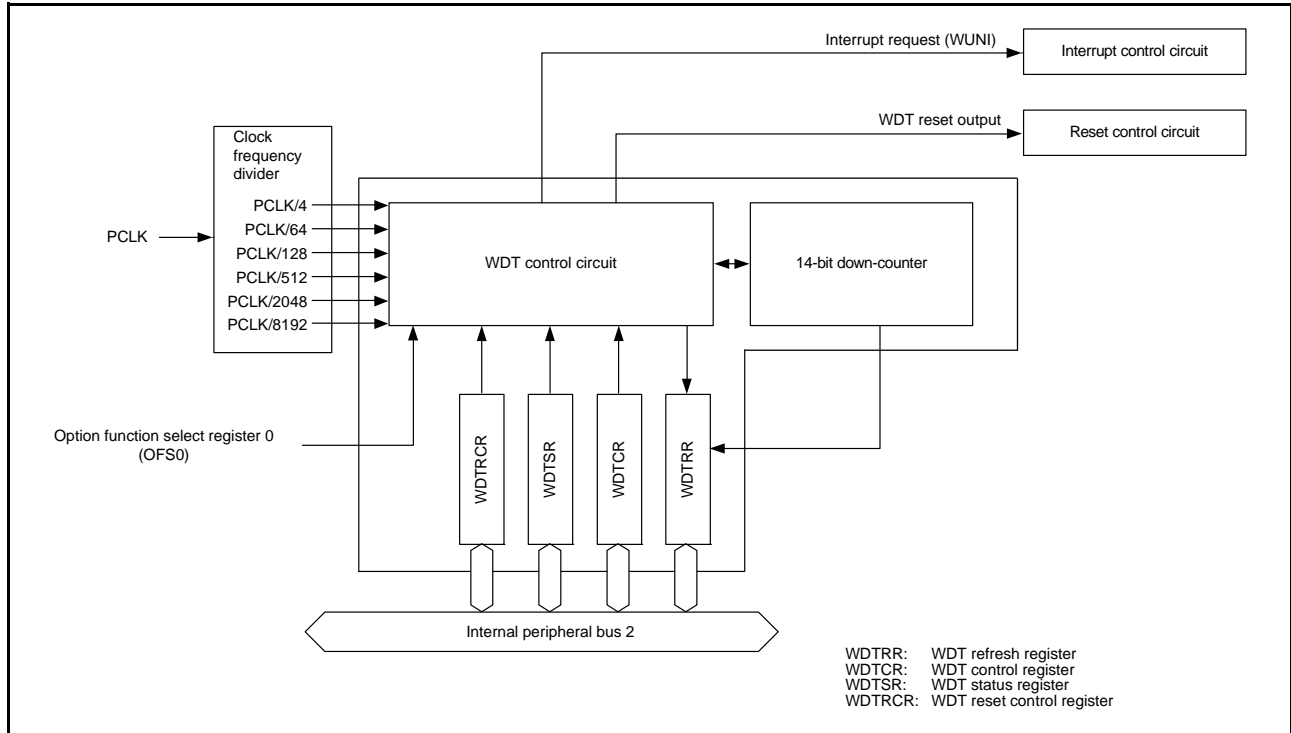 Interrupt request (WUNI)
Interrupt control circuit
WDT reset output
Reset control circuit
Clock
frequency
divider
PCLK/4
PCLK/64
PCLK/128
PCLK/512
PCLK/2048
PCLK/8192
PCLK
WDT control circuit
14-bit down-counter
Option function select register 0
(OFS0)
WDTRCR
WDTSR
WDTCR
WDTRR
Internal peripheral bus 2
WDTRR: WDT refresh register
WDTCR: WDT control register
WDTSR: WDT status register
WDTRCR: WDT reset control register